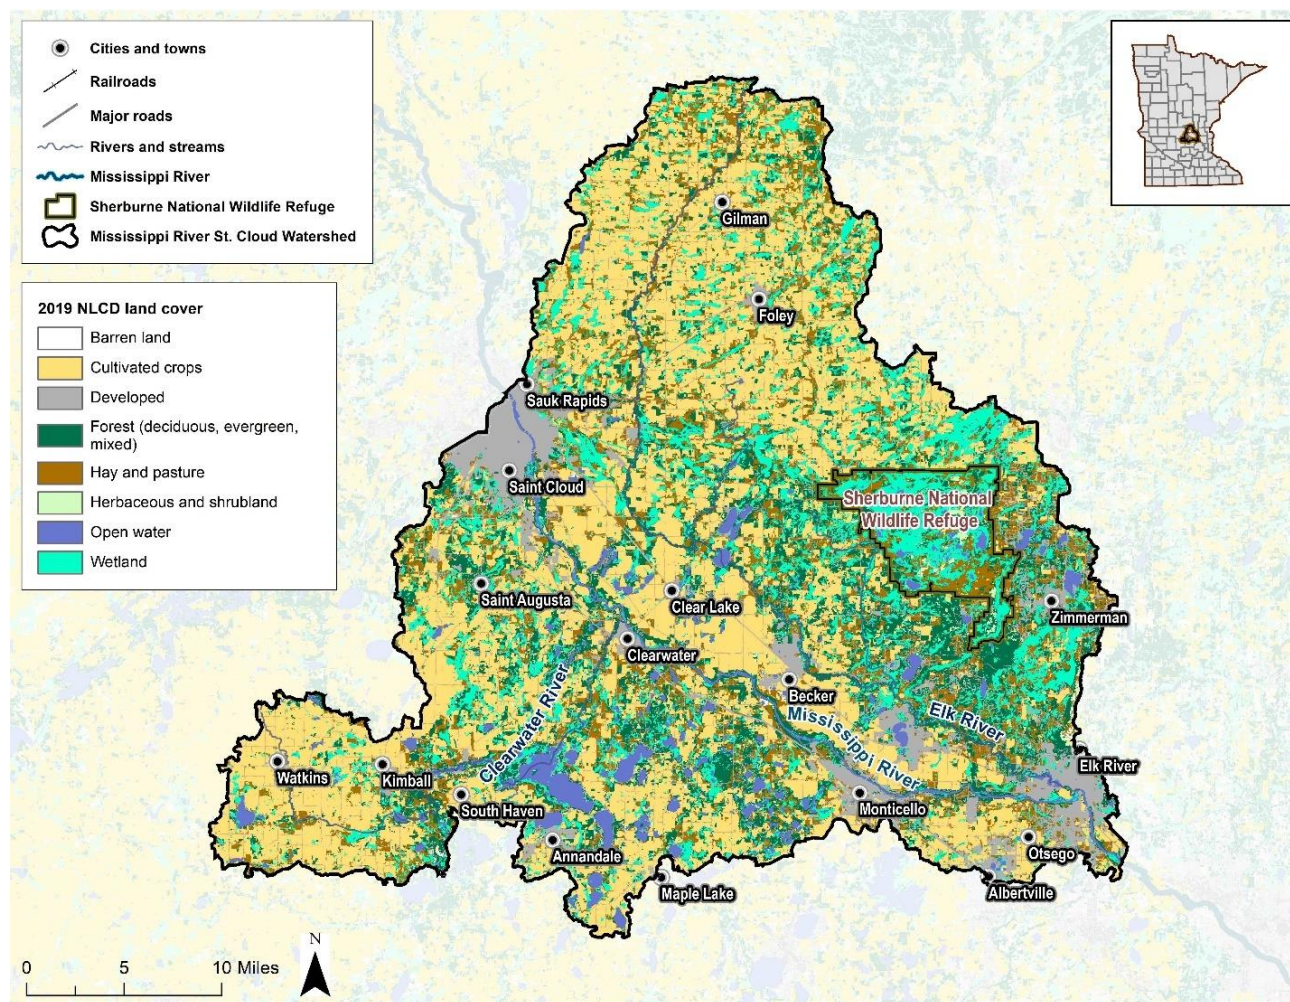 Cities and towns
Railroads
Major roads
Rivers and streams
Mississippi River
Sherburne National Wildlife Refuge
Mississippi River St. Cloud Watershed
2019 NLCD land cover
Barren land
Cultivated crops
Developed
Forest (deciduous, evergreen,
mixed)
Hay and pasture
Herbaceous and shrubland
Open water
Wetland
Gilman
Foley
Sauk Rapids
Saint Cloud
Sherburne National
Wildlife Refuge
Saint Augusta
Clear Lake
Zimmerman
Clearwater
Becker
Clearwater River
Mississippi River
Elk River
Watkins
Kimball
Elk River
South Haven
Monticello
Annandale
Otsego
Maple Lake
Albertville
N
0 5 10 Miles